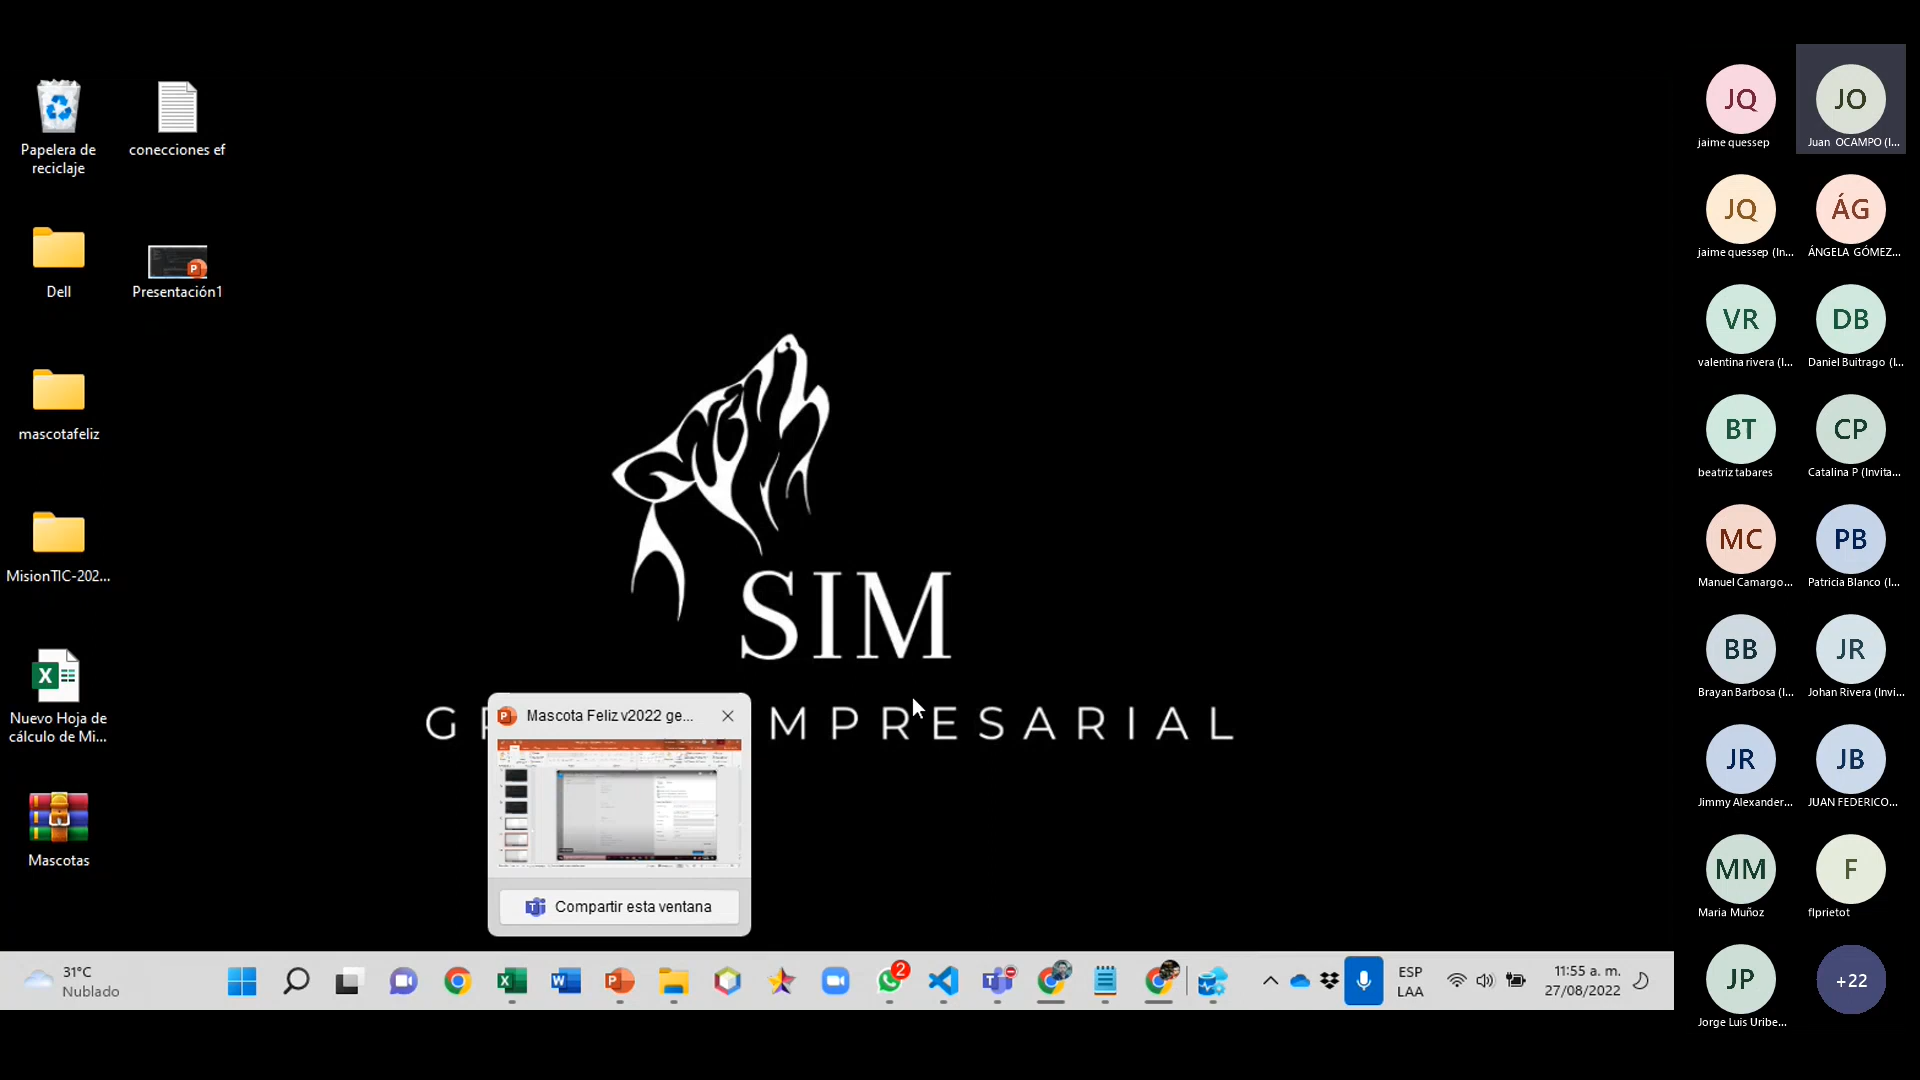 Papelera de
reciclaje
conecciones ef
Dell
Presentación1
mascotafeliz
MisionTIC-202...
Nuevo Hoja de
cálculo de Mi...
Mascotas
SIM
MPRESARIAL
Mascota Feliz v2022 ge...
Compartir esta ventana
31°C
Nublado
2
ESP
LAA
11:55 a. m.
27/08/2022
JQ
jaime quessep
JO
Juan OCAMPO (I...
JQ
jaime quessep (In...
ÁG
ÁNGELA GÓMEZ...
VR
valentina rivera (I...
DB
Daniel Buitrago (I...
BT
beatriz tabares
CP
Catalina P (Invita...
MC
Manuel Camargo...
PB
Patricia Blanco (I...
BB
Brayan Barbosa (I...
JR
Johan Rivera (Invi...
JR
Jimmy Alexander...
JB
JUAN FEDERICO...
MM
Maria Muñoz
F
flprietot
JP
Jorge Luis Uribe...
+22